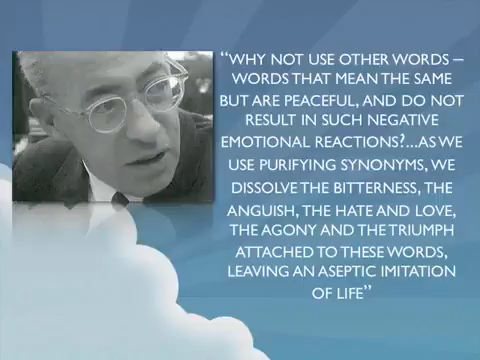 “WHY NOT USE OTHER WORDS –
WORDS THAT MEAN THE SAME
BUT ARE PEACEFUL, AND DO NOT
RESULT IN SUCH NEGATIVE
EMOTIONAL REACTIONS?...AS WE
USE PURIFYING SYNONYMS, WE
DISSOLVE THE BITTERNESS, THE
ANGUISH, THE HATE AND LOVE,
THE AGONY AND THE TRIUMPH
ATTACHED TO THESE WORDS,
LEAVING AN ASEPTIC IMITATION
OF LIFE”